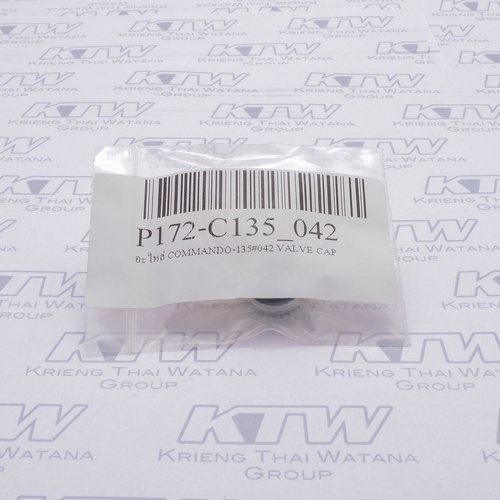 P172-C135_042
อะไหล่ COMMANDO-135#042 VALVE CAP
KTW
KRIENG THAI WATANA
GROUP